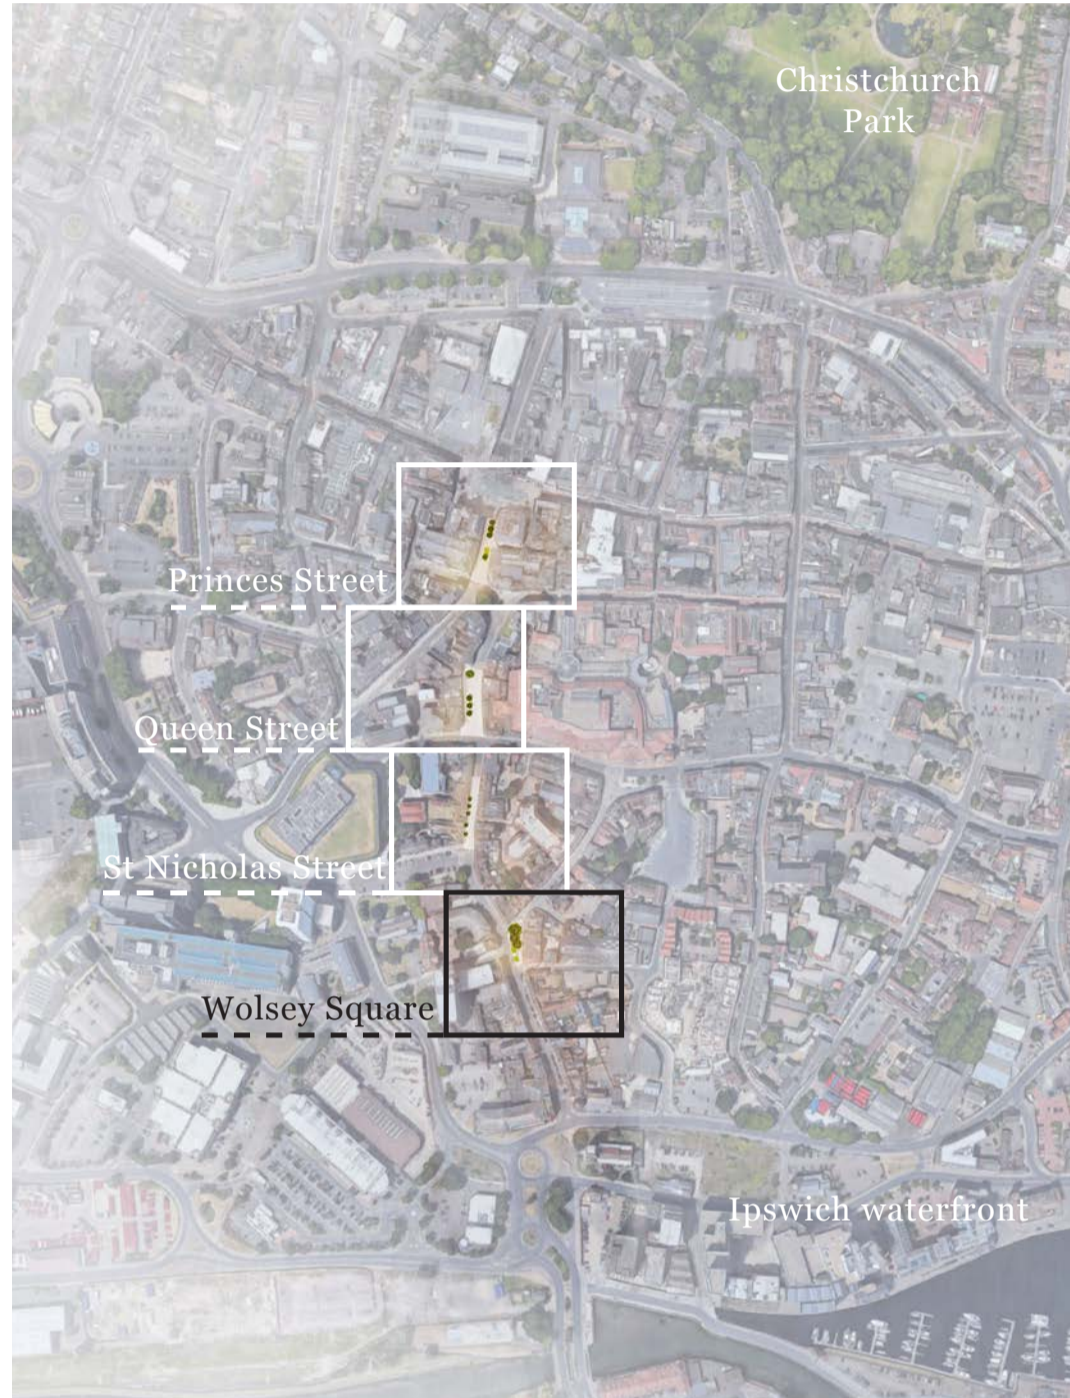 Christchurch
Park
Princes Street
Queen Street
St Nicholas Street
Wolsey Square
Ipswich waterfront